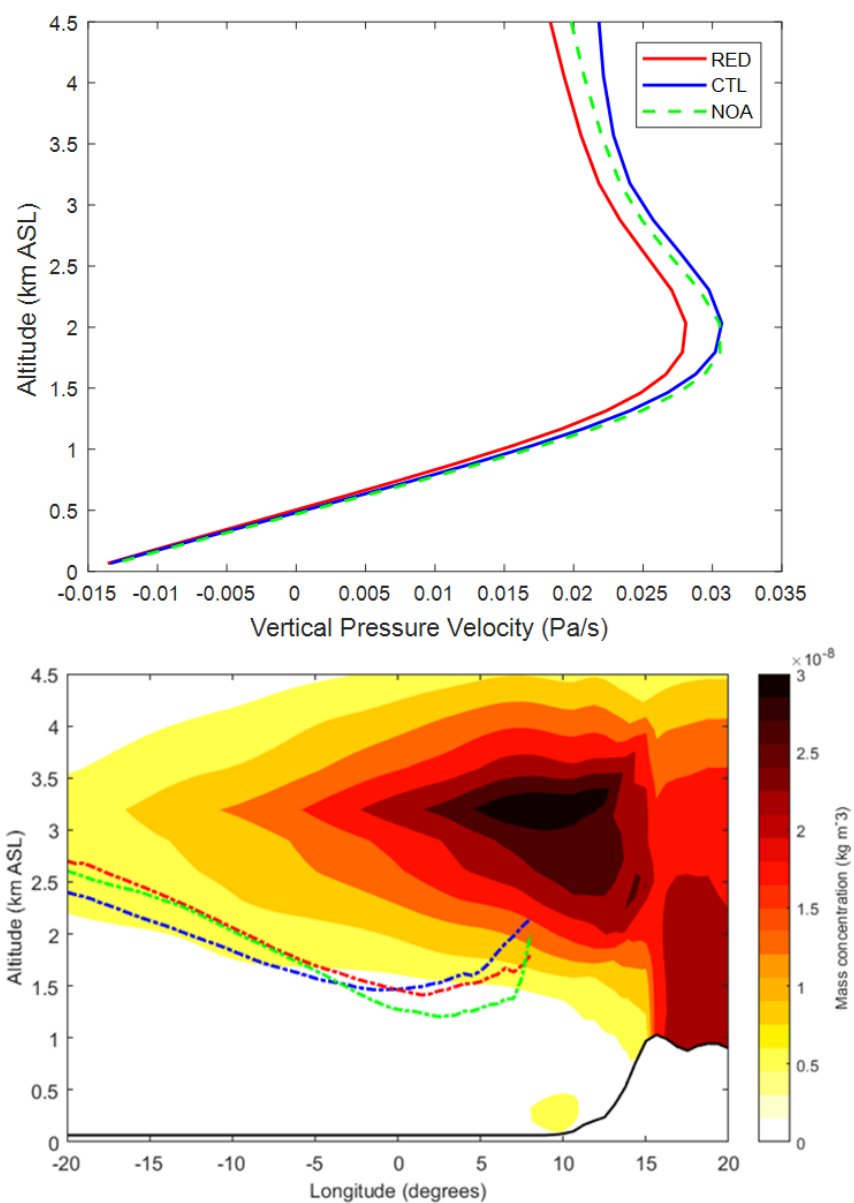 4.5
4
3.5
3
2.5
2
1.5
1
0.5
0
Altitude (km ASL)
RED
CTL
NOA
-0.015 -0.01 -0.005 0 0.005 0.01 0.015 0.02 0.025 0.03 0.035
Vertical Pressure Velocity (Pa/s)
4.5
4
3.5
3
2.5
2
1.5
1
0.5
0
Altitude (km ASL)
-20 -15 -10 -5 0 5 10 15 20
Longitude (degrees)
×10-8
3
2.5
2
1.5
1
0.5
0
Mass concentration (kg m-3)